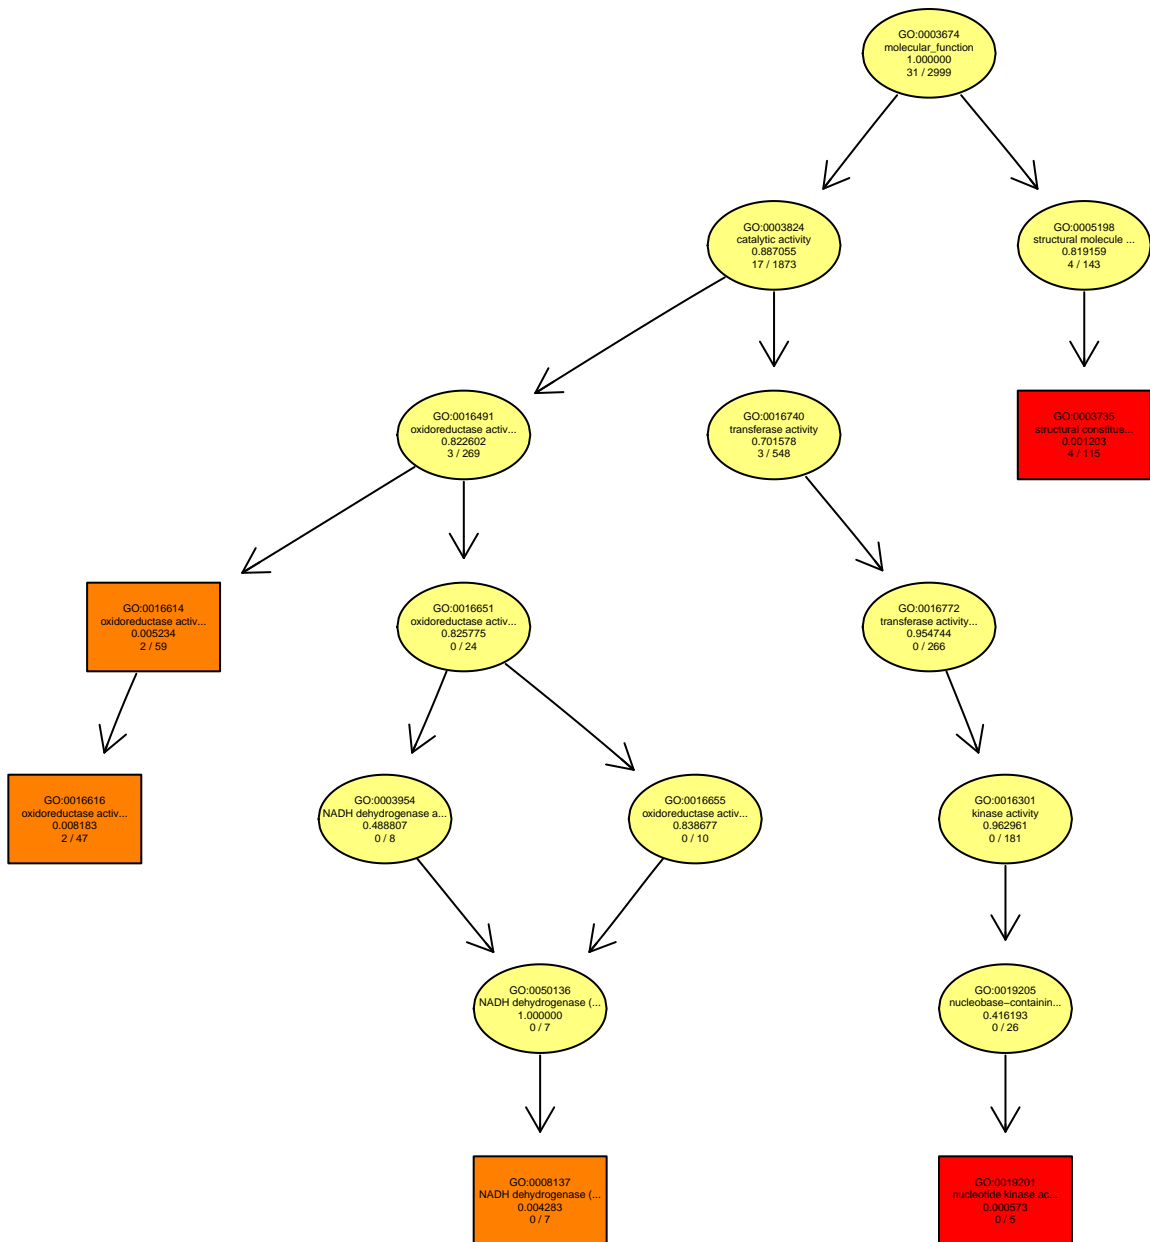 GO:0003674
molecular_function
1.000000
31 / 2999
GO:0003824
catalytic activity
0.887055
17 / 1873
GO:0005198
structural molecule ...
0.819159
4 / 143
GO:0016491
oxidoreductase activ...
0.822602
3 / 269
GO:0016740
transferase activity
0.701578
3 / 548
GO:0003735
structural constitue...
0.001203
4 / 115
GO:0016614
oxidoreductase activ...
0.005234
2 / 59
GO:0016651
oxidoreductase activ...
0.825775
0 / 24
GO:0016772
transferase activity...
0.954744
0 / 266
GO:0016616
oxidoreductase activ...
0.008183
2 / 47
GO:0003954
NADH dehydrogenase a...
0.488807
0 / 8
GO:0016655
oxidoreductase activ...
0.838677
0 / 10
GO:0016301
kinase activity
0.962961
0 / 181
GO:0050136
NADH dehydrogenase (...
1.000000
0 / 7
GO:0019205
nucleobase−containin...
0.416193
0 / 26
GO:0008137
NADH dehydrogenase (...
0.004283
0 / 7
GO:0019201
nucleotide kinase ac...
0.000573
0 / 5